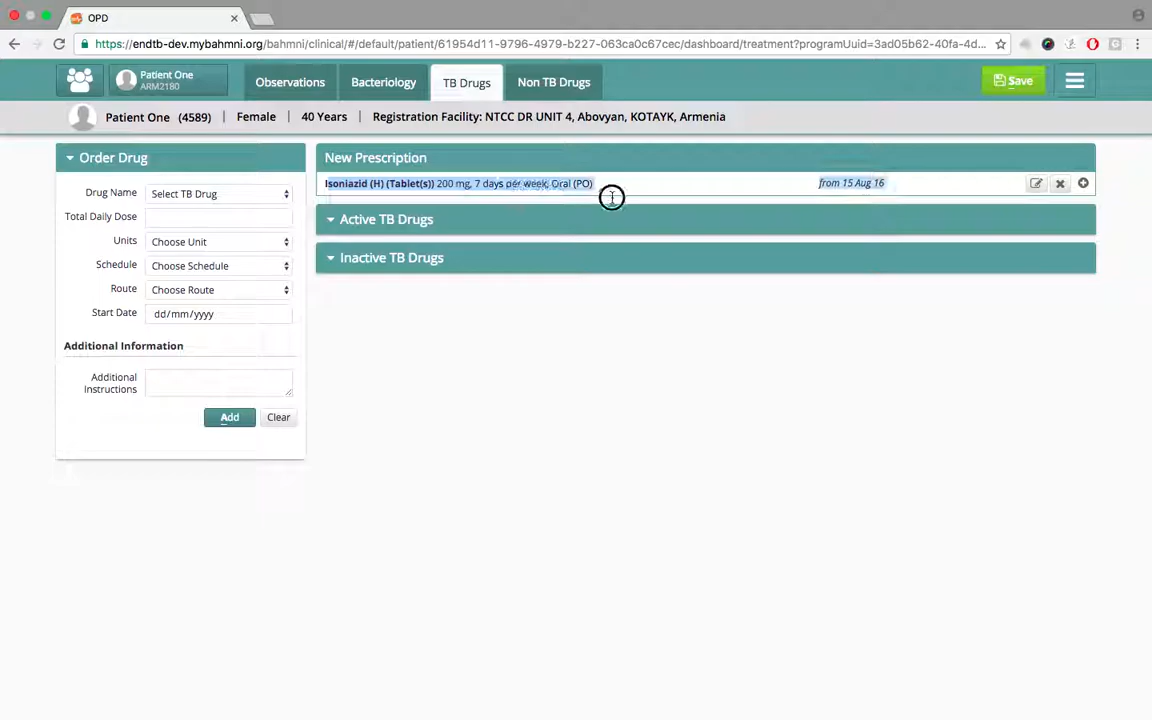 OPD
https://endtb-dev.mybahmni.org/bahmni/clinical/#/default/patient/61954d11-9796-4979-b227-063ca0c67cec/dashboard/treatment?programUuid=3ad05b62-40fa-4d...
Patient One
ARM2180
Observations
Bacteriology
TB Drugs
Non TB Drugs
Save
Patient One (4589) | Female | 40 Years | Registration Facility: NTCC DR UNIT 4, Abovyan, KOTAYK, Armenia
Order Drug
Drug Name Select TB Drug
Total Daily Dose
Units Choose Unit
Schedule Choose Schedule
Route Choose Route
Start Date dd/mm/yyyy
Additional Information
Additional
Instructions
Add Clear
New Prescription
Isoniazid (H) (Tablet(s)) 200 mg, 7 days per week, Oral (PO) from 15 Aug 16
Active TB Drugs
Inactive TB Drugs